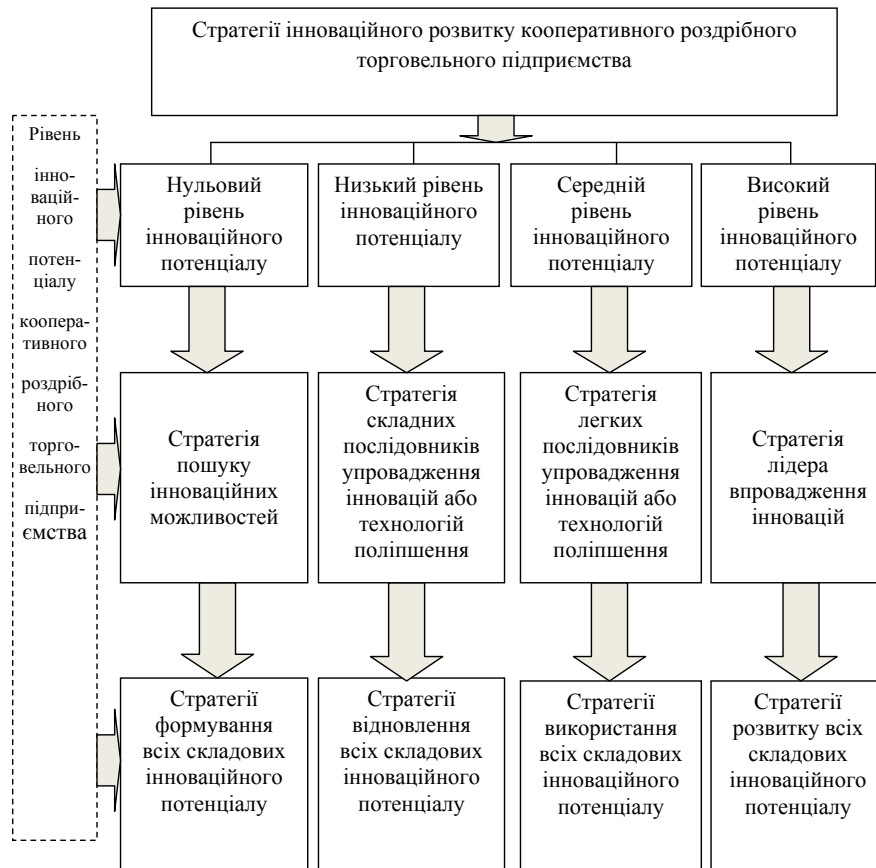 Стратегії інноваційного розвитку кооперативного роздрібного
торговельного підприємства
Рівень
інно-
вацій-
ного
потен-
ціалу
коопера-
тивного
роздріб-
ного
торго-
вельного
підпри-
ємства
Нульовий
рівень
інноваційного
потенціалу
Низький рівень
інноваційного
потенціалу
Середній
рівень
інноваційного
потенціалу
Високий
рівень
інноваційного
потенціалу
Стратегія
пошуку
інноваційних
можливостей
Стратегія
складних
послідовників
упровадження
інновацій або
технологій
поліпшення
Стратегія
легких
послідовників
упровадження
інновацій або
технологій
поліпшення
Стратегія
лідера
впровадження
інновацій
Стратегії
формування
всіх складових
інноваційного
потенціалу
Стратегії
відновлення
всіх складових
інноваційного
потенціалу
Стратегії
використання
всіх складових
інноваційного
потенціалу
Стратегії
розвитку всіх
складових
інноваційного
потенціалу